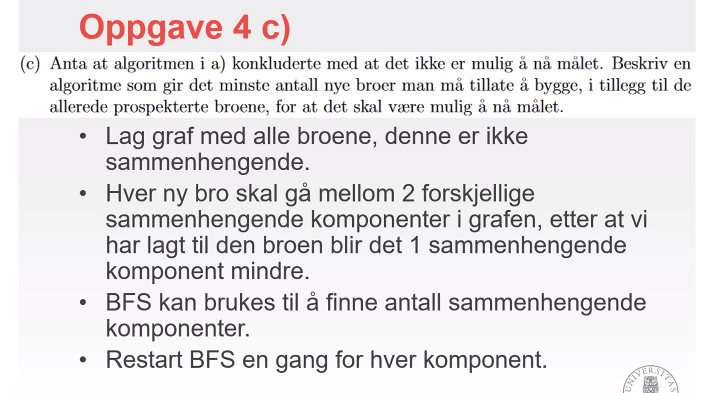 Oppgave 4 c)
(c) Anta at algoritmen i a) konkluderte med at det ikke er mulig å nå målet. Beskriv en
algoritme som gir det minste antall nye broer man må tillate å bygge, i tillegg til de
allerede prospekterte broene, for at det skal være mulig å nå målet.
• Lag graf med alle broene, denne er ikke
sammenhengende.
• Hver ny bro skal gå mellom 2 forskjellige
sammenhengende komponenter i grafen, etter at vi
har lagt til den broen blir det 1 sammenhengende
komponent mindre.
• BFS kan brukes til å finne antall sammenhengende
komponenter.
• Restart BFS en gang for hver komponent.
UNIVERSITAS